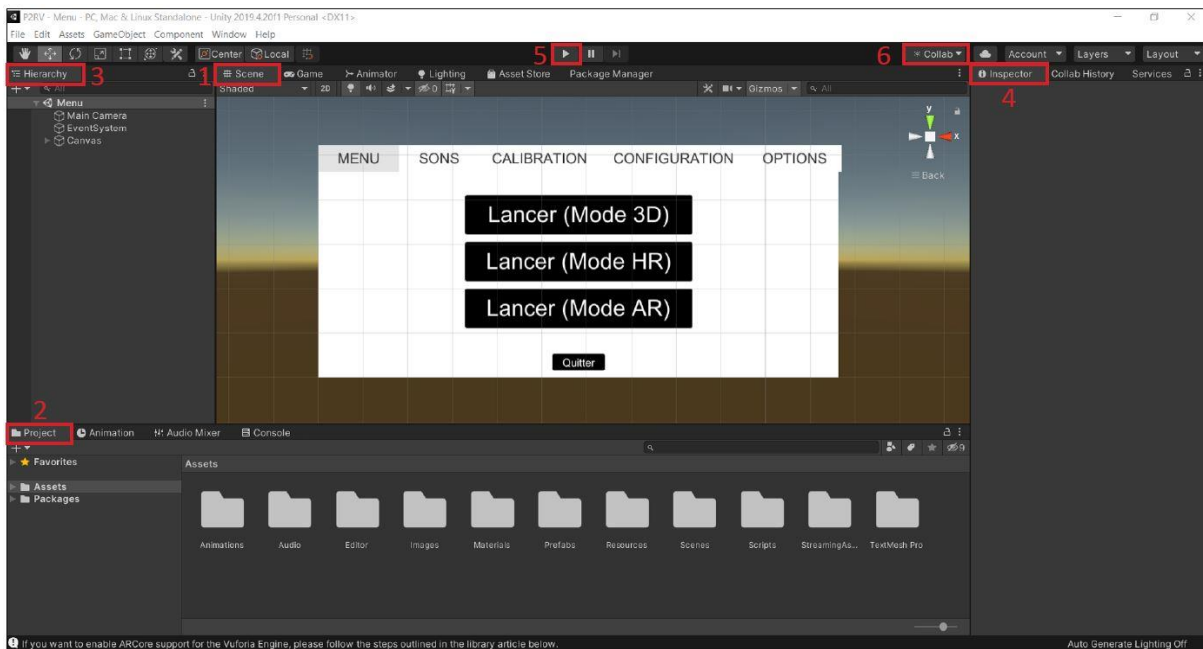 P2RV - Menu - PC, Mac & Linux Standalone - Unity 2019.4.20f1 Personal <DX11>
File Edit Assets GameObject Component Window Help
Center Local 5 6 Collab Account Layers Layout
Hierarchy 3 1 Scene Game Animator Lighting Asset Store Package Manager Inspector Collab History Services
All Shaded 2D 0 Gizmos All 4
Menu
Main Camera
EventSystem
Canvas
y
x
Back
MENU SONS CALIBRATION CONFIGURATION OPTIONS
Lancer (Mode 3D)
Lancer (Mode HR)
Lancer (Mode AR)
Quitter
2
Project Animation Audio Mixer Console
9
Favorites
Assets
Packages
Assets
Animations Audio Editor Images Materials Prefabs Resources Scenes Scripts StreamingAs... TextMesh Pro
If you want to enable ARCore support for the Vuforia Engine, please follow the steps outlined in the library article below. Auto Generate Lighting Off